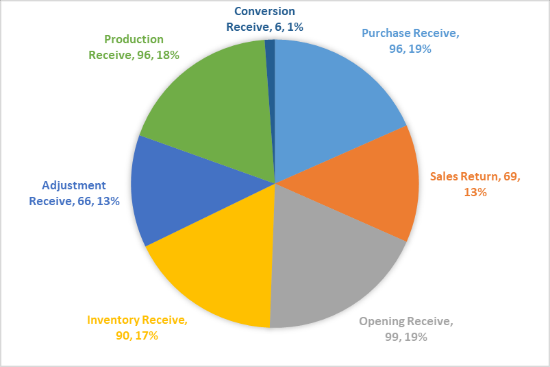 Conversion
Receive, 6, 1%
Purchase Receive,
96, 19%
Sales Return, 69,
13%
Opening Receive,
99, 19%
Inventory Receive,
90, 17%
Adjustment
Receive, 66, 13%
Production
Receive, 96, 18%